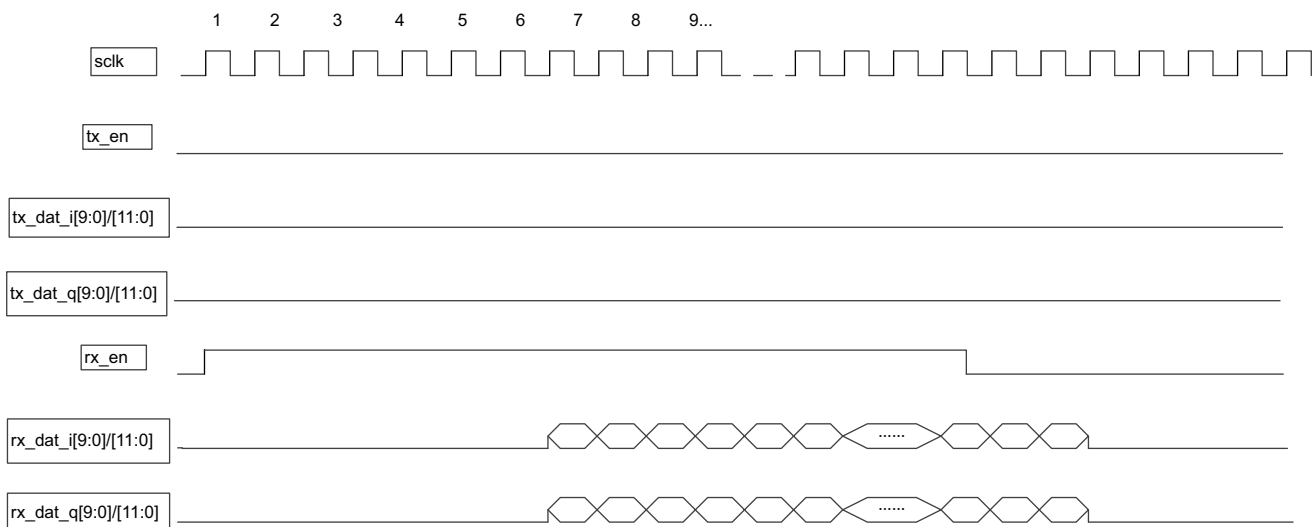 1 2 3 4 5 6 7 8 9...
sclk
tx_en
tx_dat_i[9:0]/[11:0]
tx_dat_q[9:0]/[11:0]
rx_en
rx_dat_i[9:0]/[11:0]
......
rx_dat_q[9:0]/[11:0]
......